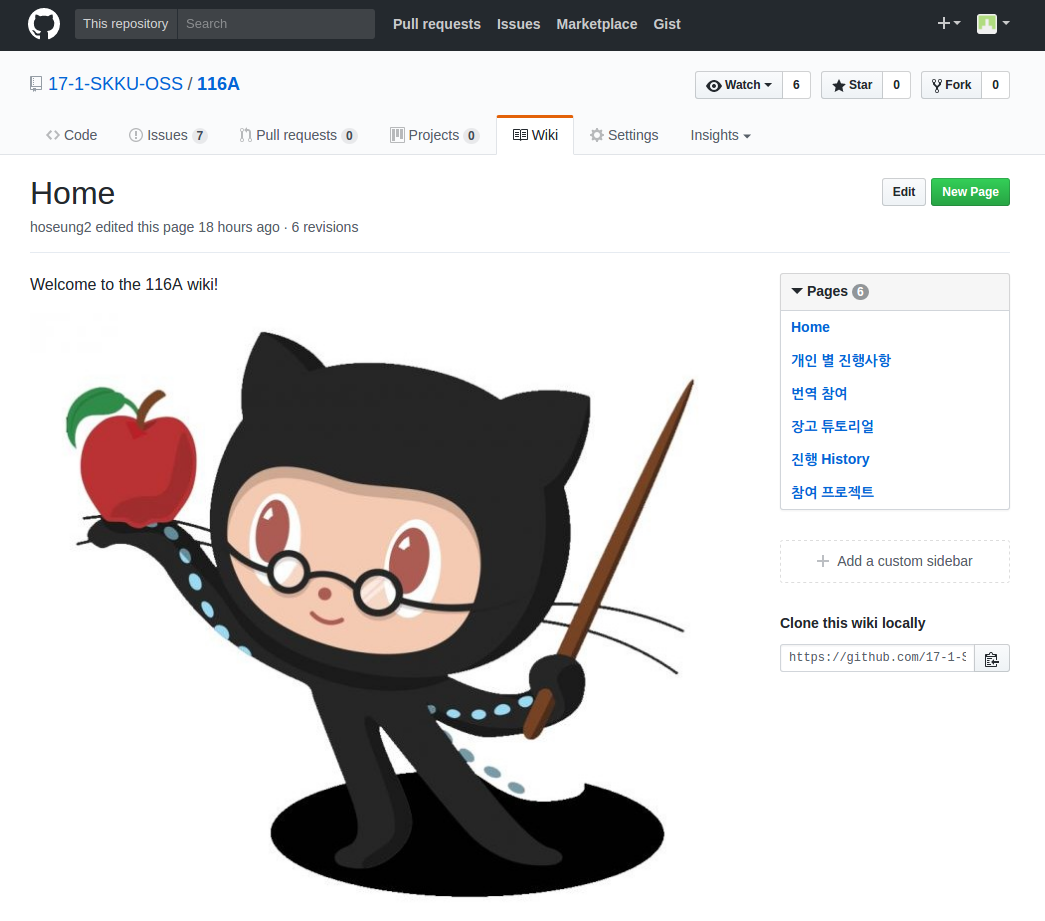 This repository Search Pull requests Issues Marketplace Gist
17-1-SKKU-OSS / 116A Watch 6 Star 0 Fork 0
Code Issues 7 Pull requests 0 Projects 0 Wiki Settings Insights
Home Edit New Page
hoseung2 edited this page 18 hours ago · 6 revisions
Welcome to the 116A wiki!
Pages 6
Home
개인 별 진행사항
번역 참여
장고 튜토리얼
진행 History
참여 프로젝트
Add a custom sidebar
Clone this wiki locally
https://github.com/17-1-S